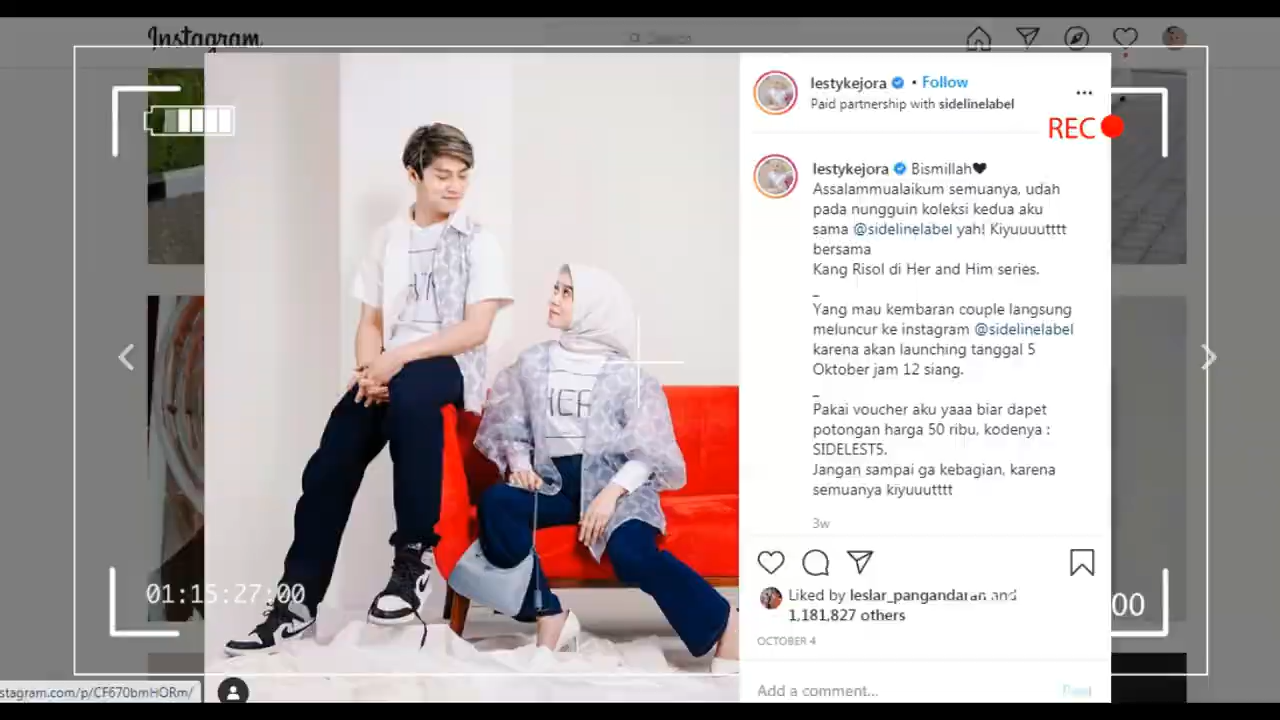 Instagram
Search
lestykejora • Follow
Paid partnership with sidelinelabel
...
REC
lestykejora Bismillah🖤
Assalammualaikum semuanya, udah
pada nungguin koleksi kedua aku
sama @sidelinelabel yah! Kiyuuuutttt
bersama
Kang Risol di Her and Him series.
_
Yang mau kembaran couple langsung
meluncur ke instagram @sidelinelabel
karena akan launching tanggal 5
Oktober jam 12 siang.
_
Pakai voucher aku yaaa biar dapet
potongan harga 50 ribu, kodenya :
SIDELEST5.
Jangan sampai ga kebagian, karena
semuanya kiyuuutttt
3w
HER
01:15:27:00
00
Liked by leslar_pangandaran and
1,181,827 others
OCTOBER 4
Add a comment...
Post
stagram.com/p/CF670bmHORm/